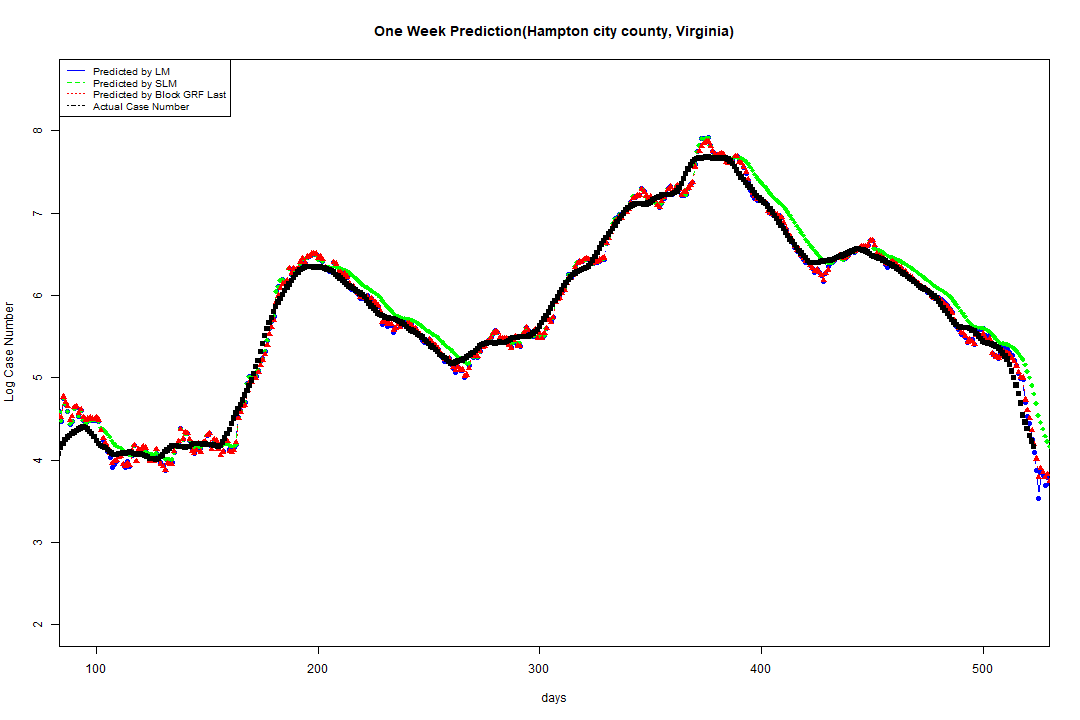 One Week Prediction(Hampton city county, Virginia)
Predicted by LM
Predicted by SLM
Predicted by Block GRF Last
Actual Case Number
8
7
6
5
4
3
2
Log Case Number
100 200 300 400 500
days